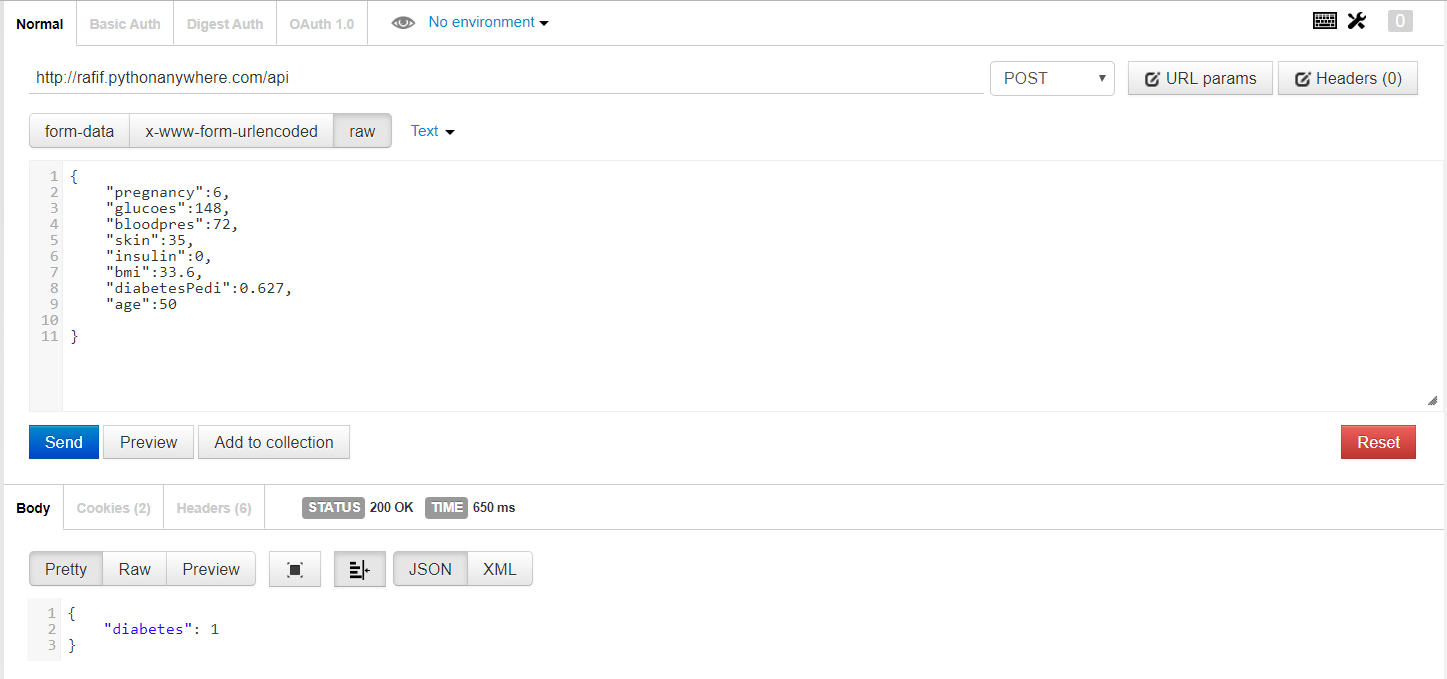 Normal Basic Auth Digest Auth OAuth 1.0 No environment 0
http://rafif.pythonanywhere.com/api POST URL params Headers (0)
form-data x-www-form-urlencoded raw Text
1 {
2 "pregnancy":6,
3 "glucoes":148,
4 "bloodpres":72,
5 "skin":35,
6 "insulin":0,
7 "bmi":33.6,
8 "diabetesPedi":0.627,
9 "age":50
10
11 }
Send Preview Add to collection Reset
Body Cookies (2) Headers (6) STATUS 200 OK TIME 650 ms
Pretty Raw Preview JSON XML
1 {
2 "diabetes": 1
3 }